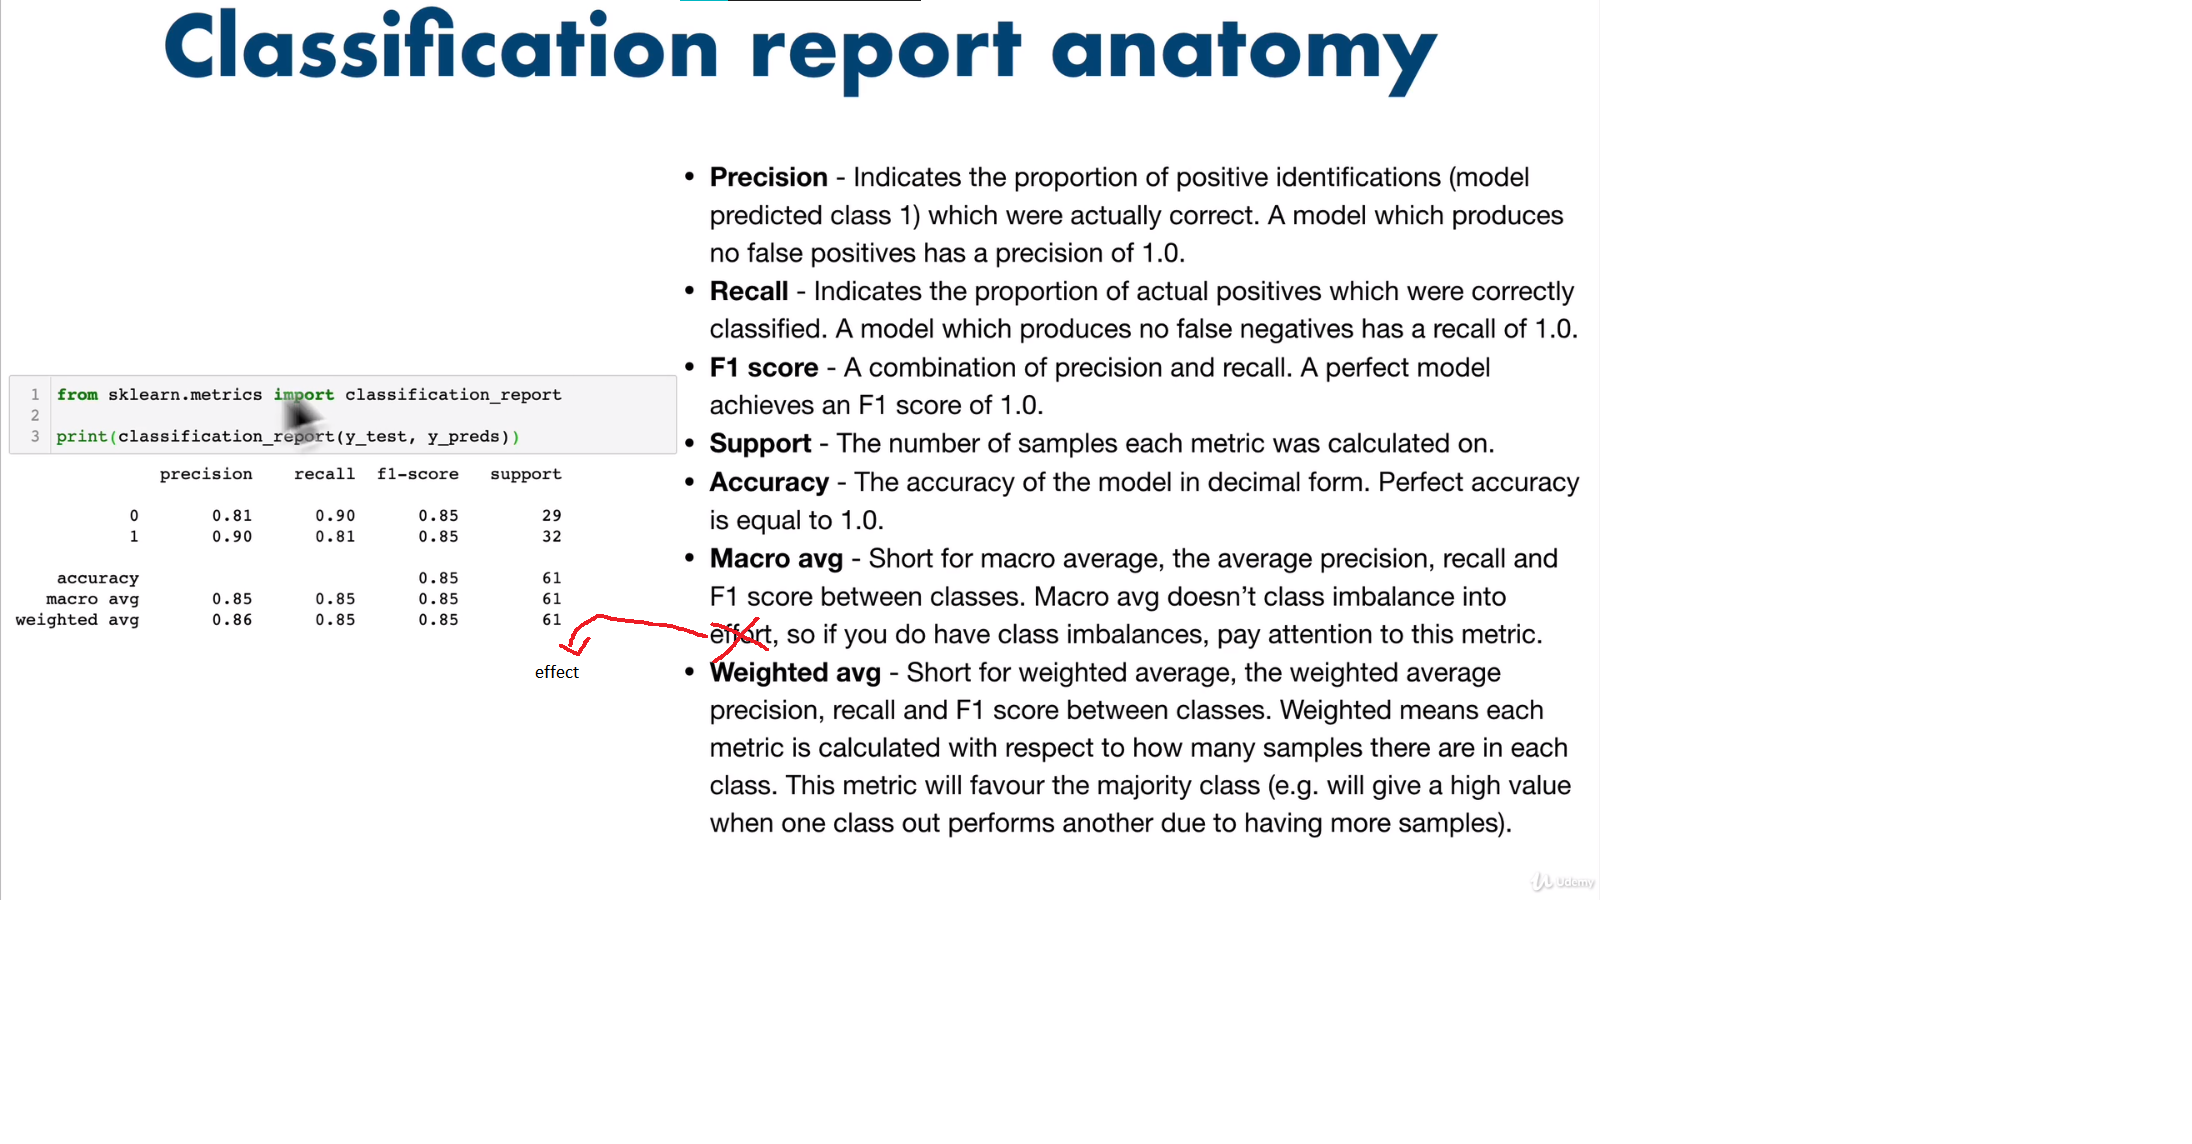 Classification report anatomy
• Precision - Indicates the proportion of positive identifications (model
predicted class 1) which were actually correct. A model which produces
no false positives has a precision of 1.0.
• Recall - Indicates the proportion of actual positives which were correctly
classified. A model which produces no false negatives has a recall of 1.0.
• F1 score - A combination of precision and recall. A perfect model
achieves an F1 score of 1.0.
• Support - The number of samples each metric was calculated on.
• Accuracy - The accuracy of the model in decimal form. Perfect accuracy
is equal to 1.0.
• Macro avg - Short for macro average, the average precision, recall and
F1 score between classes. Macro avg doesn’t class imbalance into
effort, so if you do have class imbalances, pay attention to this metric.
• Weighted avg - Short for weighted average, the weighted average
precision, recall and F1 score between classes. Weighted means each
metric is calculated with respect to how many samples there are in each
class. This metric will favour the majority class (e.g. will give a high value
when one class out performs another due to having more samples).
1 from sklearn.metrics import classification_report
2
3 print(classification_report(y_test, y_preds))
precision recall f1-score support
0 0.81 0.90 0.85 29
1 0.90 0.81 0.85 32
accuracy 0.85 61
macro avg 0.85 0.85 0.85 61
weighted avg 0.86 0.85 0.85 61
effect
Udemy